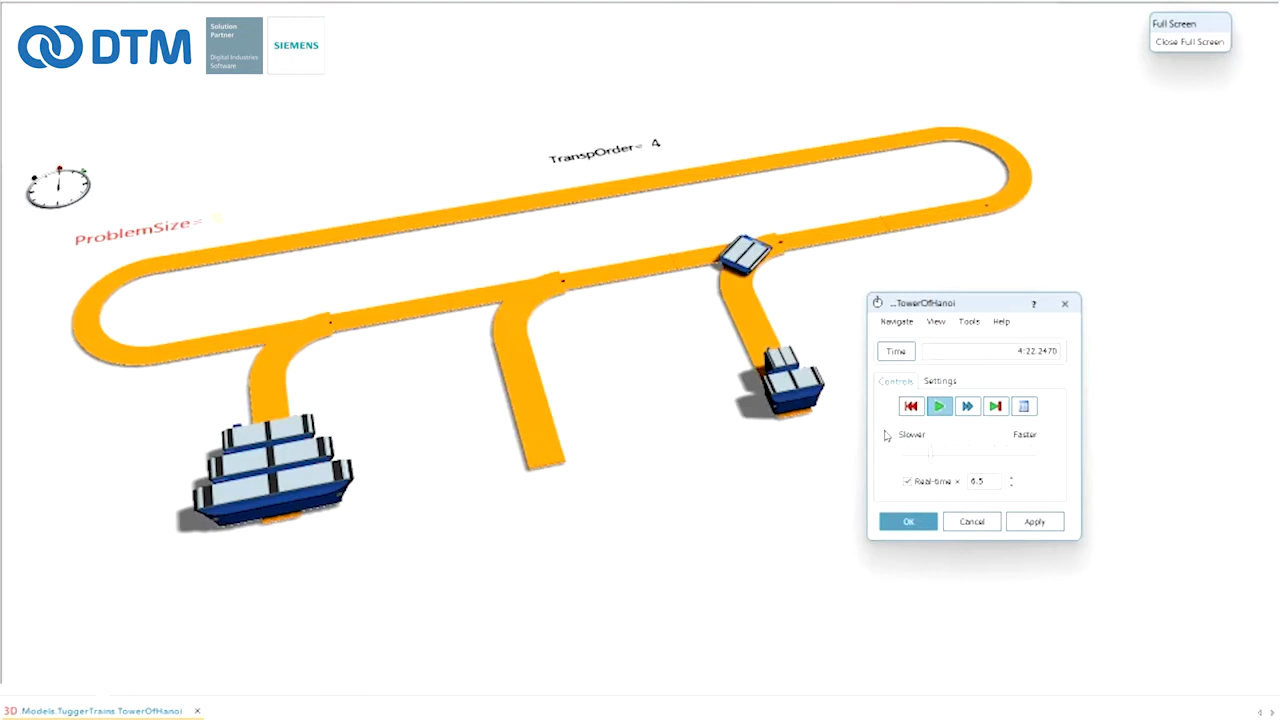 DTM
Solution
Partner
Digital Industries
Software
SIEMENS
Full Screen
Close Full Screen
TranspOrder= 4
ProblemSize=
...TowerOfHanoi
?
Navigate View Tools Help
Time 4:22.2470
Controls Settings
Slower Faster
Real-time × 6.5
OK Cancel Apply
3D .Models.TuggerTrains.TowerOfHanoi